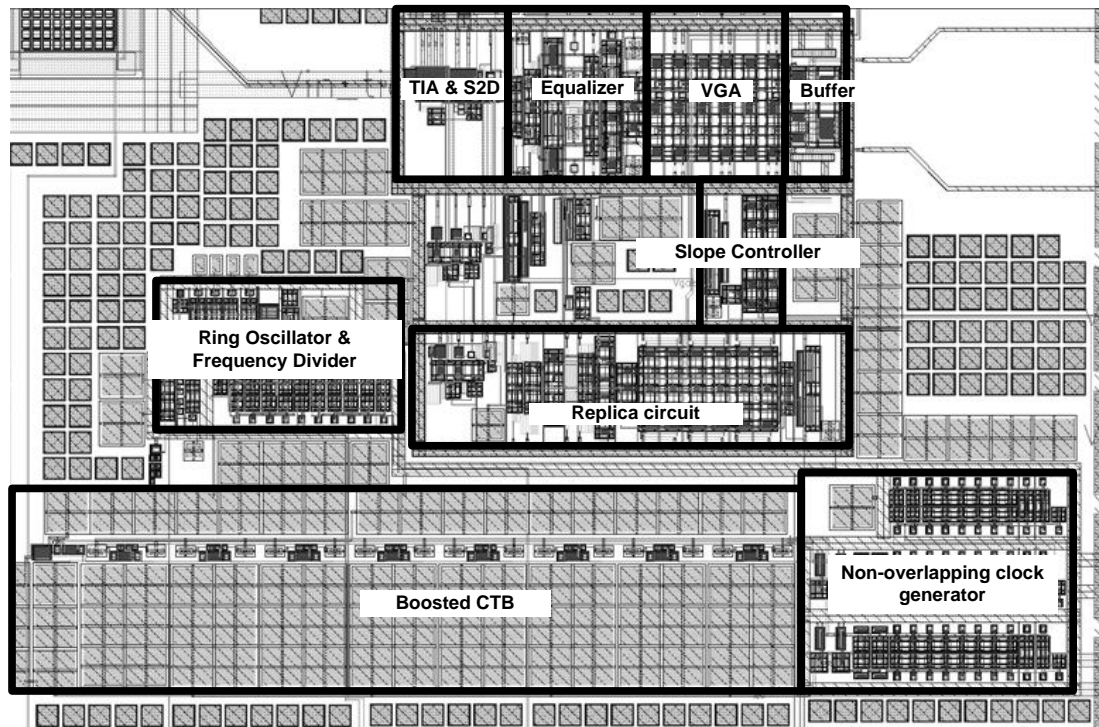 TIA & S2D
Equalizer
VGA
Buffer
Slope Controller
Ring Oscillator &
Frequency Divider
Replica circuit
Non-overlapping clock
generator
Boosted CTB